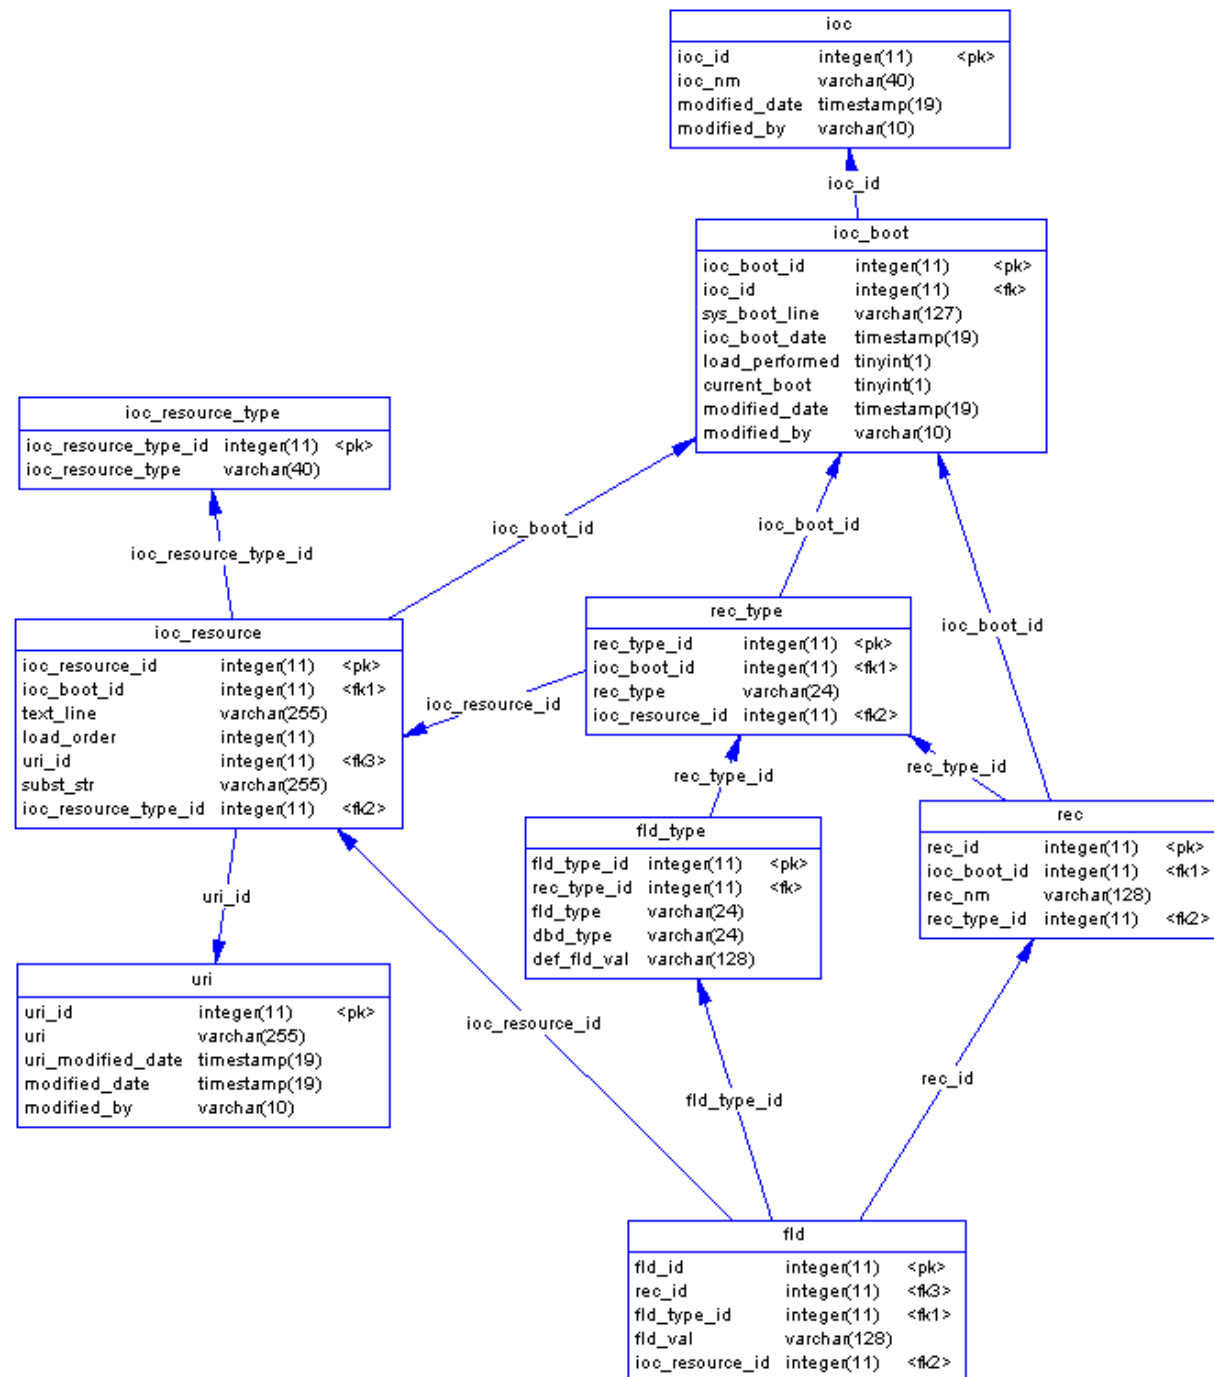 ioc
ioc_id integer(11) <pk>
ioc_nm varchar(40)
modified_date timestamp(19)
modified_by varchar(10)
ioc_id
ioc_boot
ioc_boot_id integer(11) <pk>
ioc_id integer(11) <fk>
sys_boot_line varchar(127)
ioc_boot_date timestamp(19)
load_performed tinyint(1)
current_boot tinyint(1)
modified_date timestamp(19)
modified_by varchar(10)
ioc_resource_type
ioc_resource_type_id integer(11) <pk>
ioc_resource_type varchar(40)
ioc_boot_id
ioc_boot_id
ioc_resource_type_id
ioc_boot_id
rec_type
rec_type_id integer(11) <pk>
ioc_boot_id integer(11) <fk1>
rec_type varchar(24)
ioc_resource_id integer(11) <fk2>
ioc_resource
ioc_resource_id integer(11) <pk>
ioc_boot_id integer(11) <fk1>
text_line varchar(255)
load_order integer(11)
uri_id integer(11) <fk3>
subst_str varchar(255)
ioc_resource_type_id integer(11) <fk2>
ioc_resource_id
rec_type_id
rec_type_id
rec
rec_id integer(11) <pk>
ioc_boot_id integer(11) <fk1>
rec_nm varchar(128)
rec_type_id integer(11) <fk2>
fld_type
fld_type_id integer(11) <pk>
rec_type_id integer(11) <fk>
fld_type varchar(24)
dbd_type varchar(24)
def_fld_val varchar(128)
uri_id
uri
uri_id integer(11) <pk>
uri varchar(255)
uri_modified_date timestamp(19)
modified_date timestamp(19)
modified_by varchar(10)
ioc_resource_id
rec_id
fld_type_id
fld
fld_id integer(11) <pk>
rec_id integer(11) <fk3>
fld_type_id integer(11) <fk1>
fld_val varchar(128)
ioc_resource_id integer(11) <fk2>